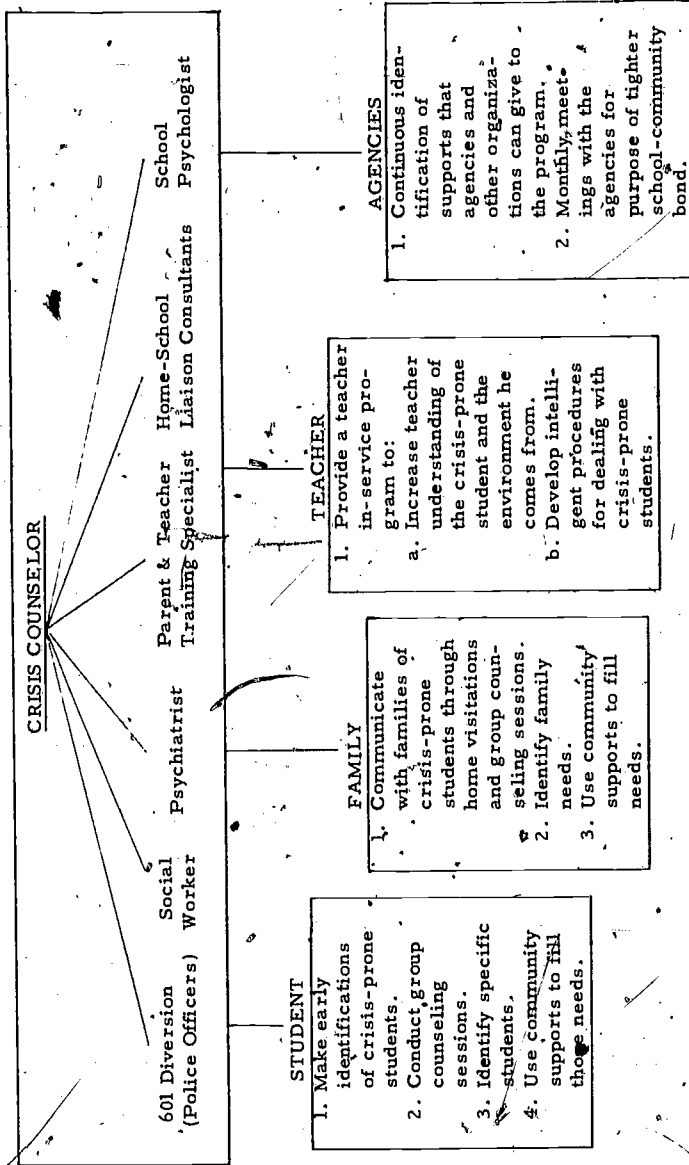 CRISIS COUNSELOR
601 Diversion
(Police Officers)
Social
Worker
Psychiatrist
Parent & Teacher
Training Specialist
Home-School
Liaison Consultants
School
Psychologist
STUDENT
1. Make early
identifications
of crisis-prone
students.
2. Conduct group
counseling
sessions.
3. Identify specific
students.
4. Use community
supports to fill
those needs.
FAMILY
1. Communicate
with families of
crisis-prone
students through
home visitations
and group coun-
seling sessions.
2. Identify family
needs.
3. Use community
supports to fill
needs.
TEACHER
1. Provide a teacher
in-service pro-
gram to:
a. Increase teacher
understanding of
the crisis-prone
student and the
environment he
comes from.
b. Develop intelli-
gent procedures
for dealing with
crisis-prone
students.
AGENCIES
1. Continuous iden-
tification of
supports that
agencies and
other organiza-
tions can give to
the program.
2. Monthly meet-
ings with the
agencies for
purpose of tighter
school-community
bond.